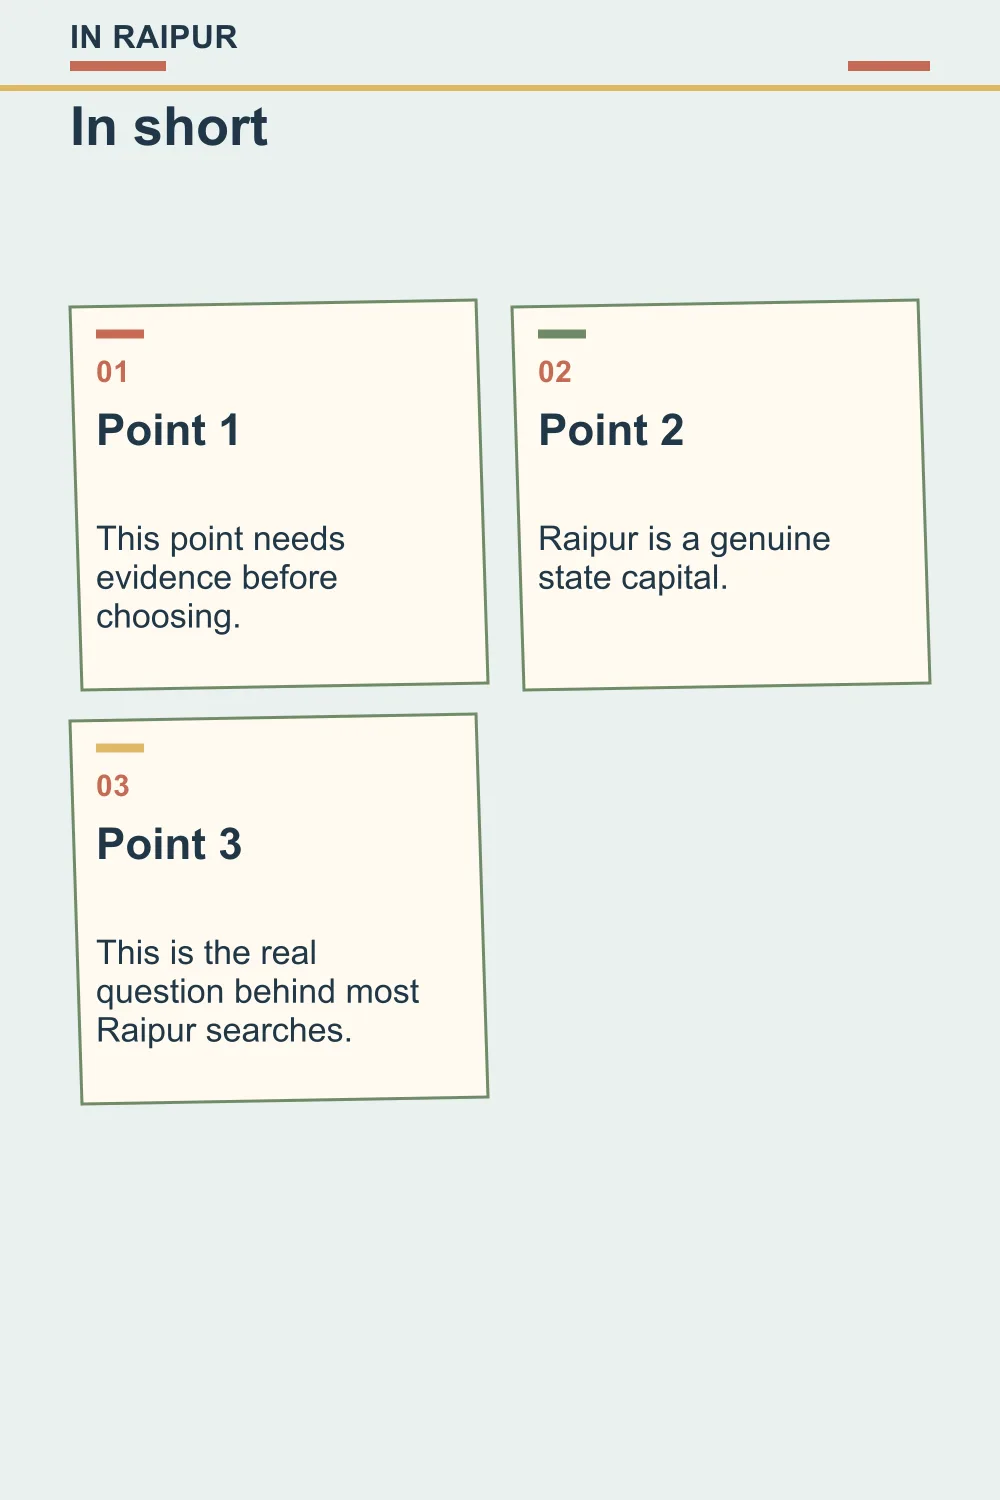 IN RAIPUR
In short
01
Point 1
This point needs
evidence before
choosing.
02
Point 2
Raipur is a genuine
state capital.
03
Point 3
This is the real
question behind most
Raipur searches.